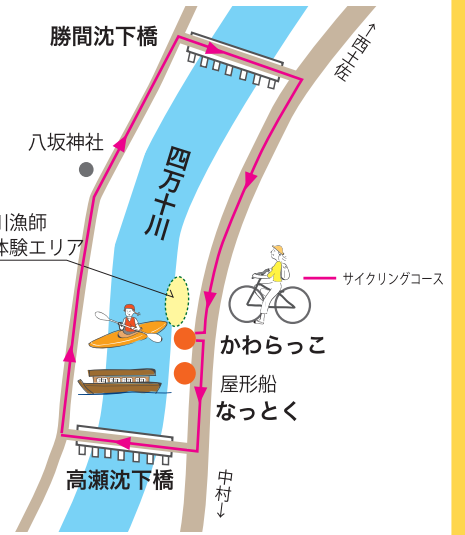 勝間沈下橋
↑西土佐
八坂神社
四万十川
川漁師
体験エリア
サイクリングコース
かわらっこ
屋形船
なっとく
高瀬沈下橋
中村↓